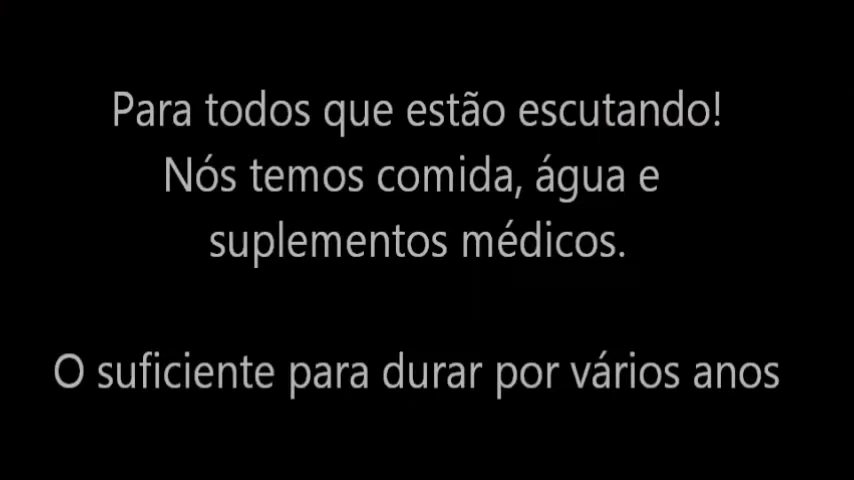 Para todos que estão escutando!
Nós temos comida, água e
suplementos médicos.
O suficiente para durar por vários anos